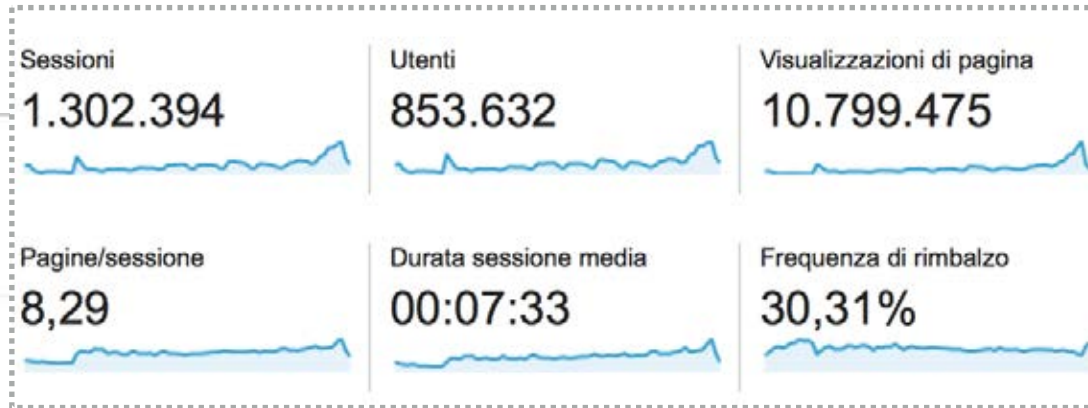 Sessioni
1.302.394
Utenti
853.632
Visualizzazioni di pagina
10.799.475
Pagine/sessione
8,29
Durata sessione media
00:07:33
Frequenza di rimbalzo
30,31%